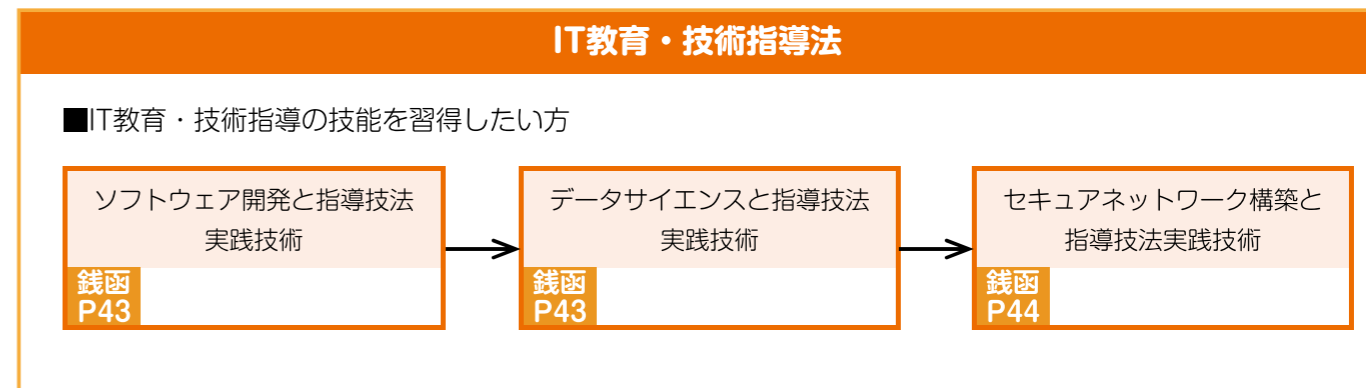 IT教育・技術指導法
■IT教育・技術指導の技能を習得したい方
ソフトウェア開発と指導技法
実践技術
銭函
P43
データサイエンスと指導技法
実践技術
銭函
P43
セキュアネットワーク構築と
指導技法実践技術
銭函
P44